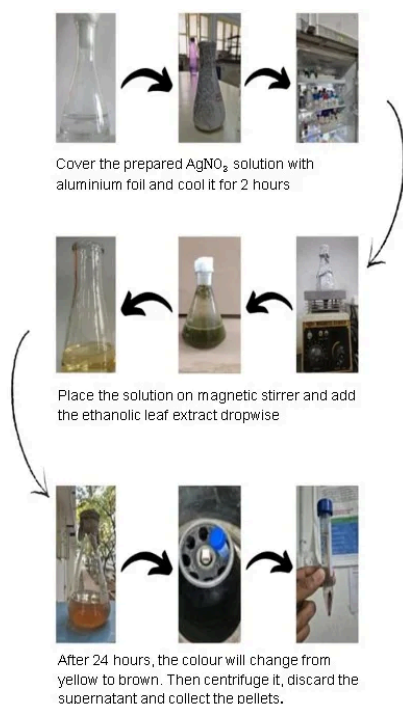 Cover the prepared AgNO₃ solution with
aluminium foil and cool it for 2 hours
Place the solution on magnetic stirrer and add
the ethanolic leaf extract dropwise
After 24 hours, the colour will change from
yellow to brown. Then centrifuge it, discard the
supernatant and collect the pellets.